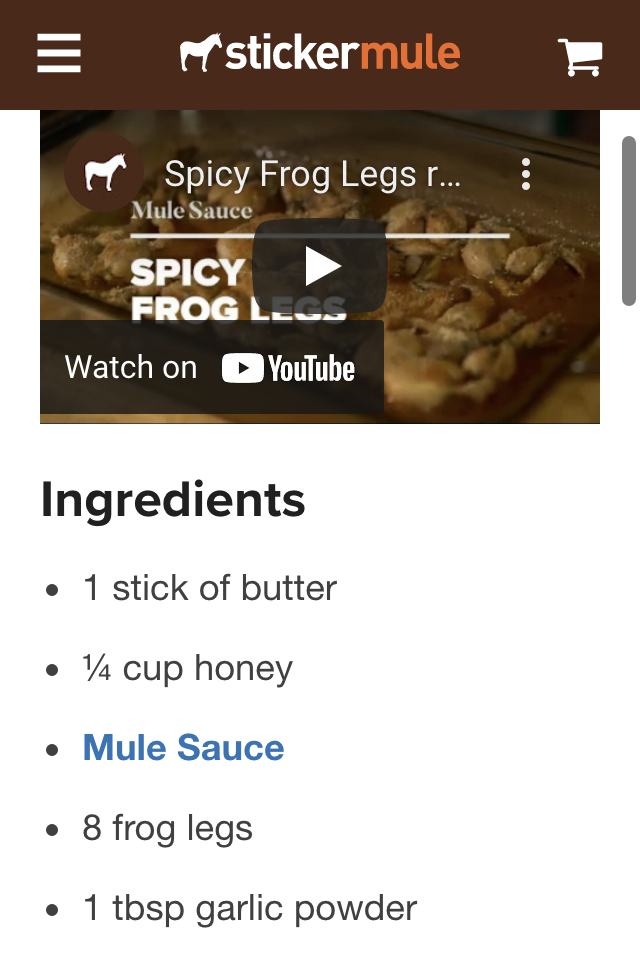 stickermule
Spicy Frog Legs r...
Mule Sauce
SPICY
FROG LEGS
Watch on YouTube
Ingredients
• 1 stick of butter
• ¼ cup honey
• Mule Sauce
• 8 frog legs
• 1 tbsp garlic powder